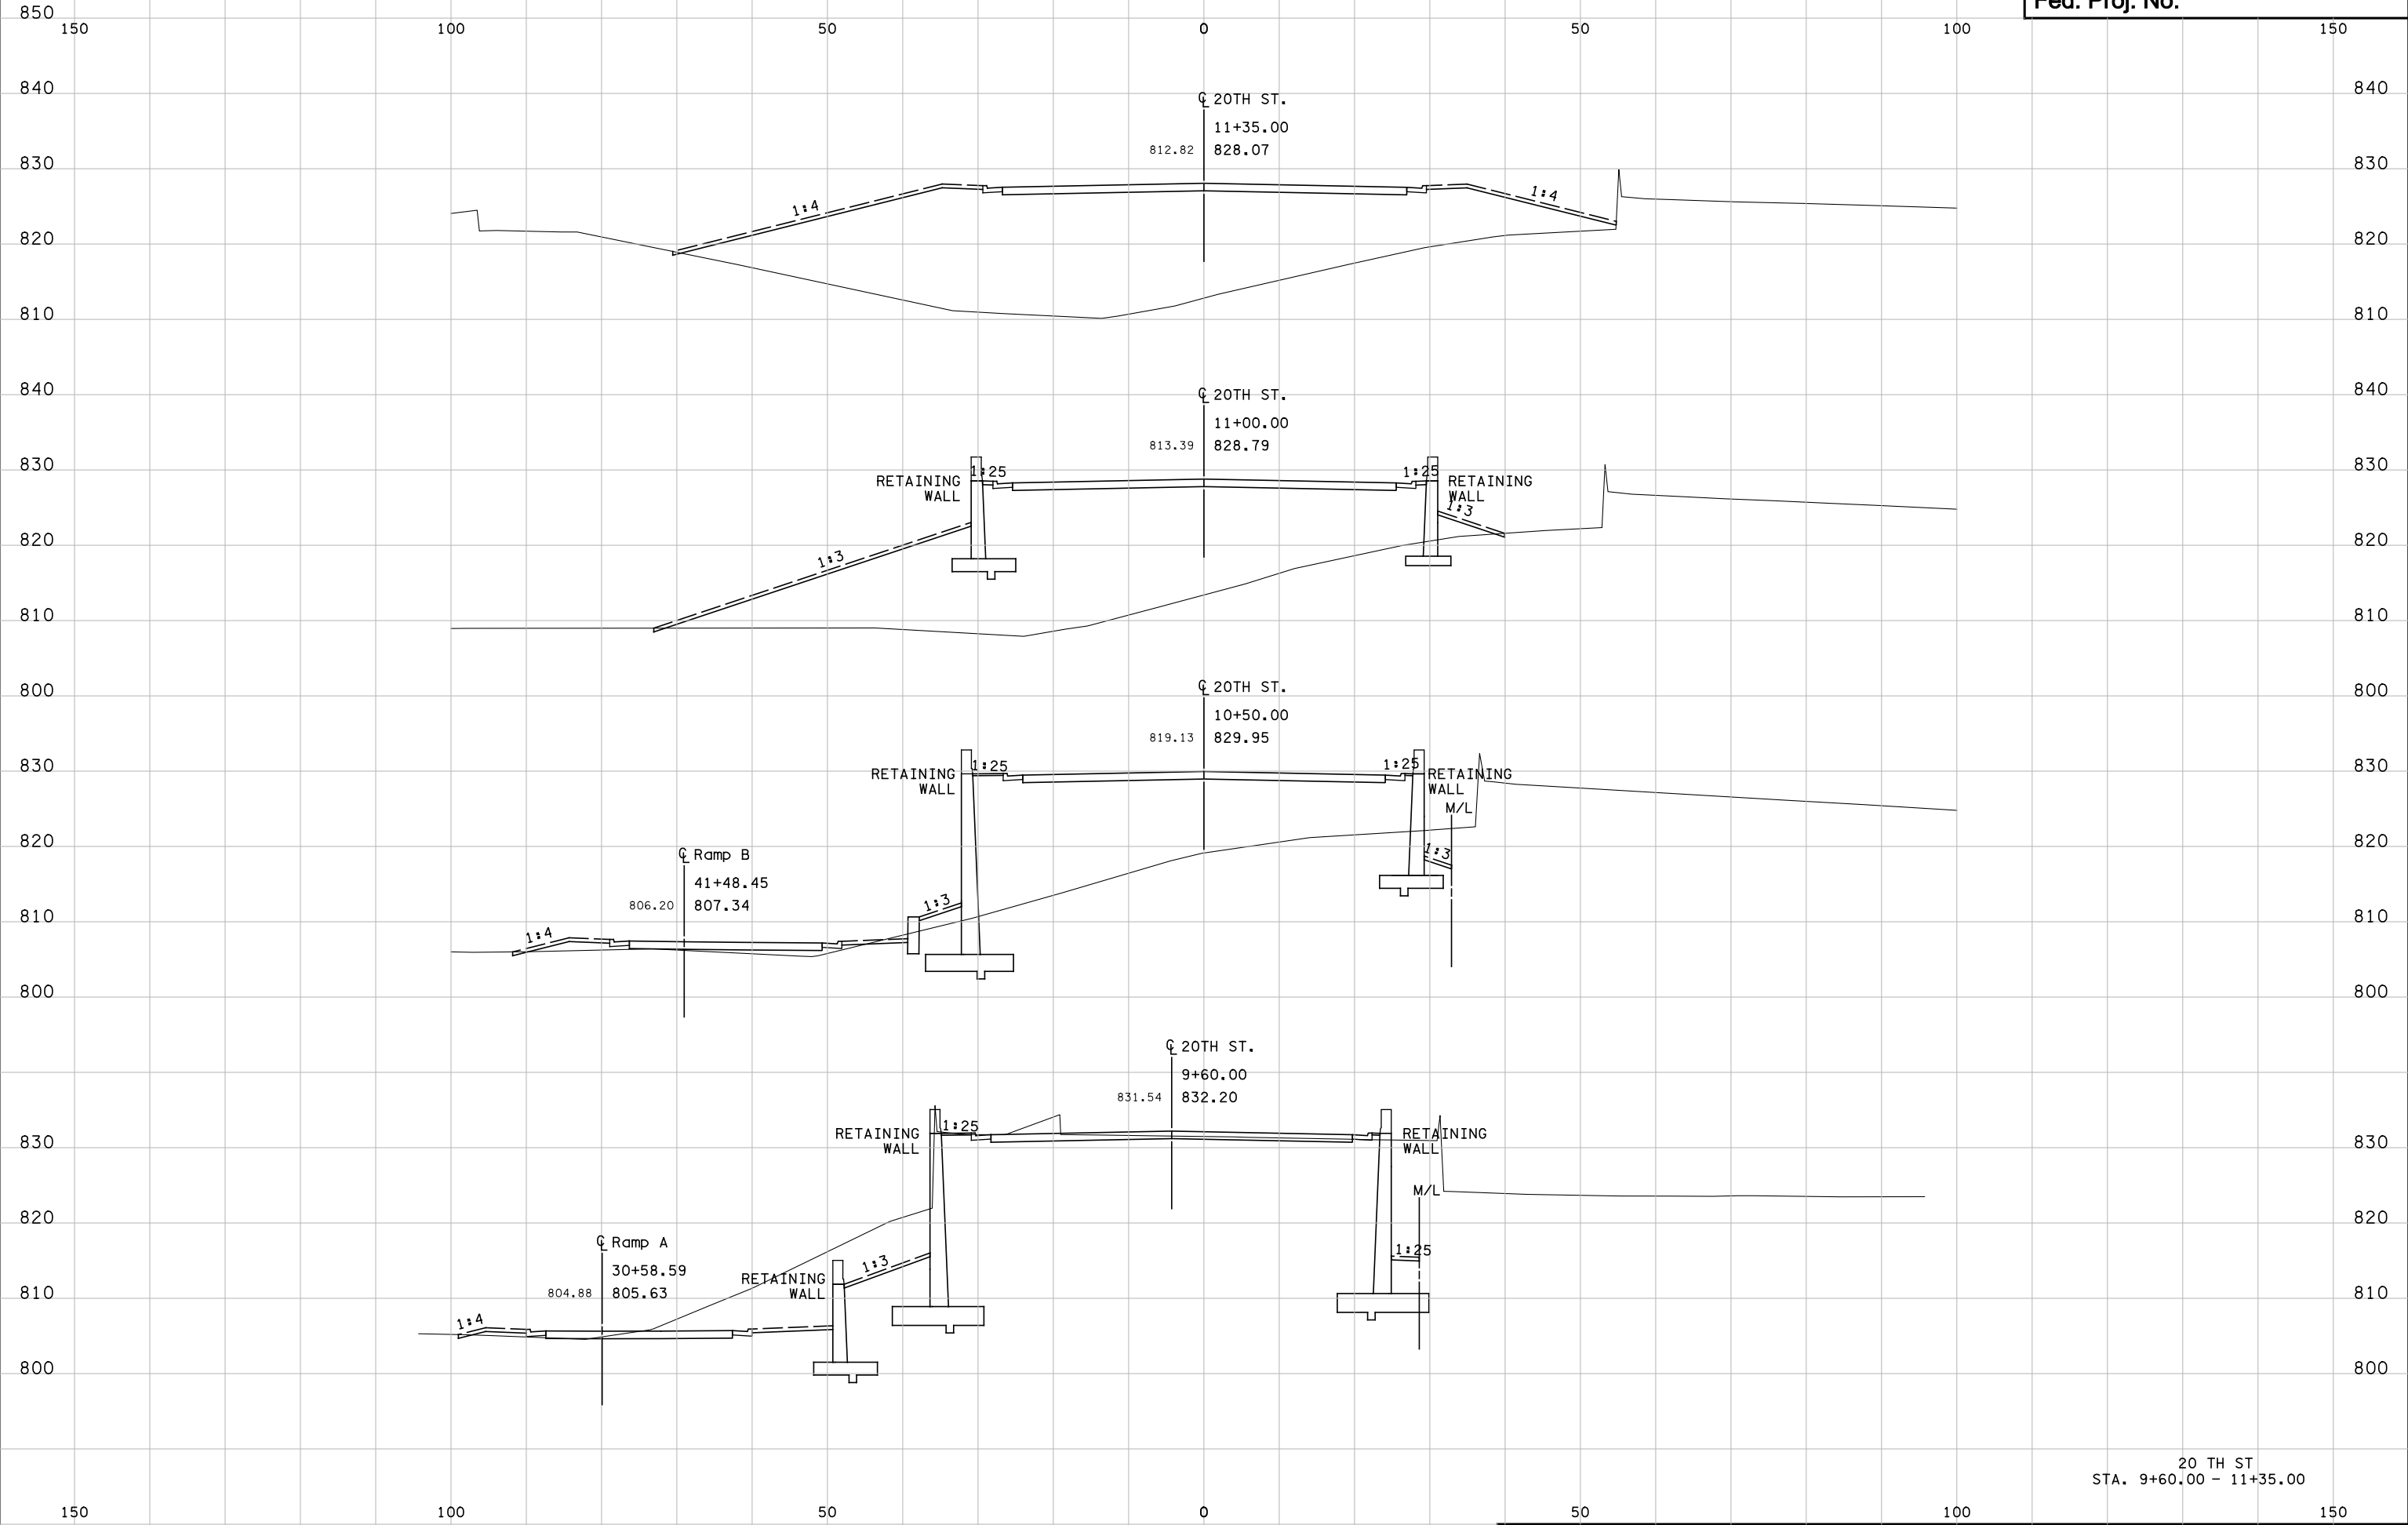 Fed. Proj. No.
850
150 100 50 0 50 100 150
840 840
℄ 20TH ST.
11+35.00
812.82 828.07
830 830
1:4 1:4
820 820
810 810
840 840
℄ 20TH ST.
11+00.00
813.39 828.79
830 830
1:25 1:25
RETAINING WALL
RETAINING WALL
1:3
820 820
1:3
810 810
800 800
℄ 20TH ST.
10+50.00
819.13 829.95
830 830
1:25 1:25
RETAINING WALL
RETAINING WALL
M/L
820 820
1:3
℄ Ramp B
41+48.45
806.20 807.34
1:3
810 810
1:4
800 800
℄ 20TH ST.
9+60.00
831.54 832.20
830 830
1:25
RETAINING WALL
RETAINING WALL
M/L
820 820
℄ Ramp A
30+58.59
804.88 805.63
1:3
1:25
RETAINING WALL
810 810
1:4
800 800
20 TH ST
STA. 9+60.00 - 11+35.00
150 100 50 0 50 100 150